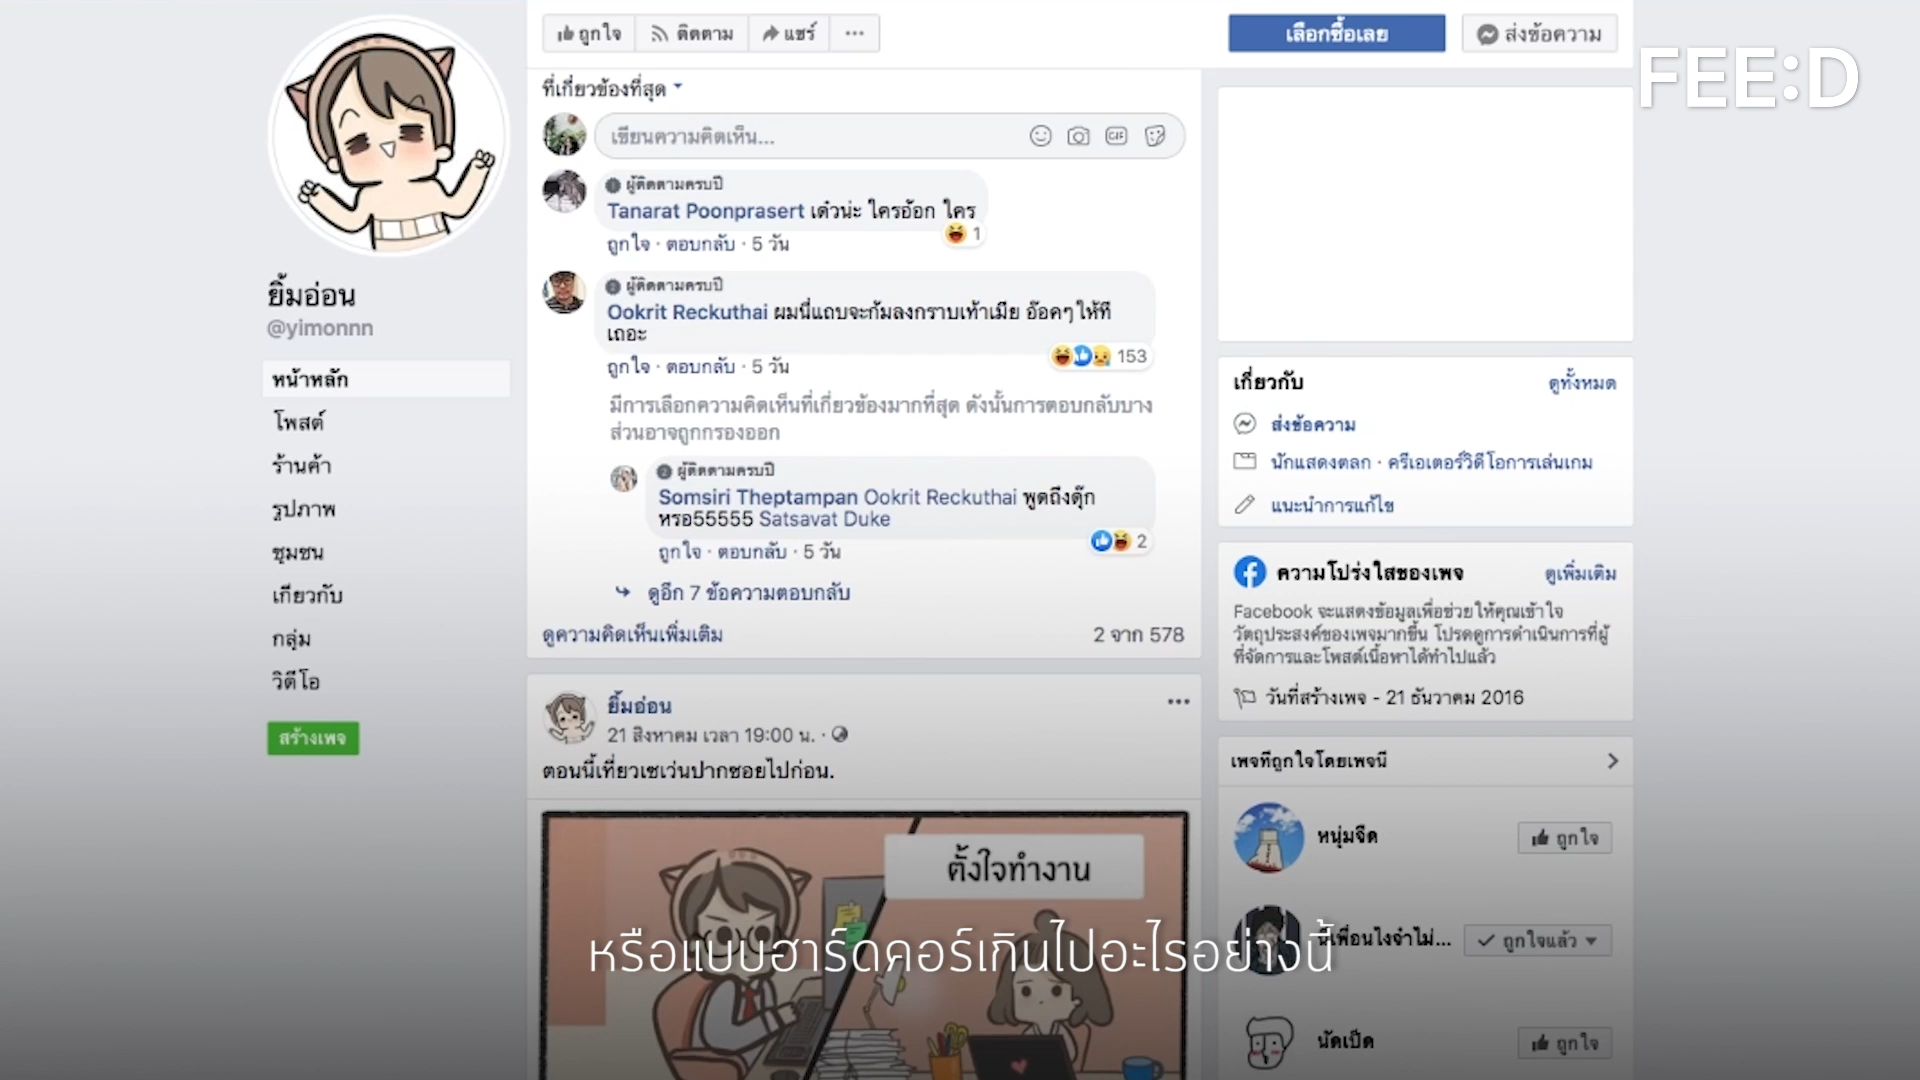 ถูกใจ ติดตาม แชร์ ...
เลือกซื้อเลย ส่งข้อความ
FEE:D
ยิ้มอ่อน
@yimonnn
หน้าหลัก
โพสต์
ร้านค้า
รูปภาพ
ชุมชน
เกี่ยวกับ
กลุ่ม
วิดีโอ
สร้างเพจ
ที่เกี่ยวข้องที่สุด
เขียนความคิดเห็น...
GIF
ผู้ติดตามครบปี
Tanarat Poonprasert เดี๋วน่ะ ใครอ้อก ใคร
1
ถูกใจ · ตอบกลับ · 5 วัน
ผู้ติดตามครบปี
Ookrit Reckuthai ผมนี่แถบจะก้มลงกราบเท้าเมีย อ๊อคๆให้ที
เถอะ
153
ถูกใจ · ตอบกลับ · 5 วัน
มีการเลือกความคิดเห็นที่เกี่ยวข้องมากที่สุด ดังนั้นการตอบกลับบาง
ส่วนอาจถูกกรองออก
2 ผู้ติดตามครบปี
Somsiri Theptampan Ookrit Reckuthai พูดถึงตุ๊ก
หรอ55555 Satsavat Duke
2
ถูกใจ · ตอบกลับ · 5 วัน
ดูอีก 7 ข้อความตอบกลับ
ดูความคิดเห็นเพิ่มเติม 2 จาก 578
ยิ้มอ่อน
21 สิงหาคม เวลา 19:00 น. ·
ตอนนี้เที่ยวเซเว่นปากซอยไปก่อน.
ตั้งใจทำงาน
หรือแบบฮาร์ดคอร์เกินไปอะไรอย่างนี้
เกี่ยวกับ ดูทั้งหมด
ส่งข้อความ
นักแสดงตลก · ครีเอเตอร์วิดีโอการเล่นเกม
แนะนำการแก้ไข
ความโปร่งใสของเพจ ดูเพิ่มเติม
Facebook จะแสดงข้อมูลเพื่อช่วยให้คุณเข้าใจ
วัตถุประสงค์ของเพจมากขึ้น โปรดดูการดำเนินการที่ผู้
ที่จัดการและโพสต์เนื้อหาได้ทำไปแล้ว
วันที่สร้างเพจ - 21 ธันวาคม 2016
เพจที่ถูกใจโดยเพจนี้
หนุ่มจืด ถูกใจ
นี่เพื่อนไงจำไม่... ถูกใจแล้ว
นัดเป็ด ถูกใจ